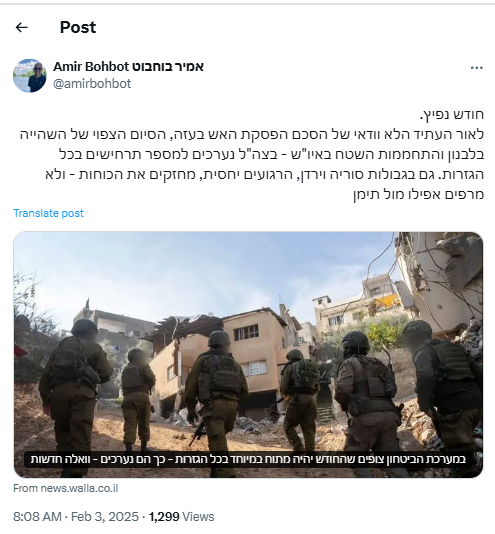 ← Post
Amir Bohbot אמיר בוחבוט
@amirbohbot
חודש נפיץ.
לאור העתיד הלא וודאי של הסכם הפסקת האש בעזה, הסיום הצפוי של השהייה
בלבנון והתחממות השטח באיו"ש - בצה"ל נערכים למספר תרחישים בכל
הגזרות. גם בגבולות סוריה וירדן, הרגועים יחסית, מחזקים את הכוחות - ולא
מרפים אפילו מול תימן
Translate post
במערכת הביטחון צופים שהחודש יהיה מתוח במיוחד בכל הגזרות - כך הם נערכים - וואלה חדשות
From news.walla.co.il
8:08 AM · Feb 3, 2025 · 1,299 Views